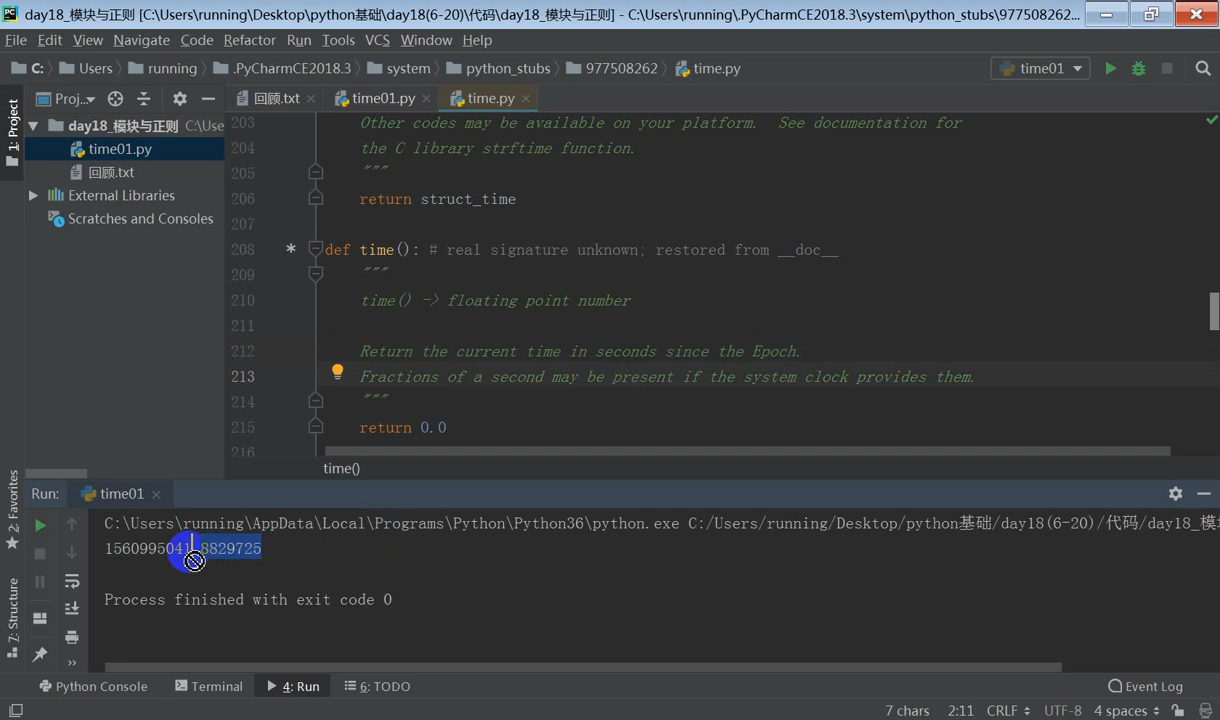 day18_模块与正则 [C:\Users\running\Desktop\python基础\day18(6-20)\代码\day18_模块与正则] - C:\Users\running\.PyCharmCE2018.3\system\python_stubs\977508262...
File Edit View Navigate Code Refactor Run Tools VCS Window Help
C: Users running .PyCharmCE2018.3 system python_stubs 977508262 time.py time01
1: Project
Proj... 回顾.txt time01.py time.py
day18_模块与正则 C:\Use
time01.py
回顾.txt
External Libraries
Scratches and Consoles
203 Other codes may be available on your platform. See documentation for
204 the C library strftime function.
205 """
206 return struct_time
207
208 * def time(): # real signature unknown; restored from __doc__
209 """
210 time() -> floating point number
211
212 Return the current time in seconds since the Epoch.
213 Fractions of a second may be present if the system clock provides them.
214 """
215 return 0.0
216
time()
2: Favorites
7: Structure
Run: time01
C:\Users\running\AppData\Local\Programs\Python\Python36\python.exe C:/Users/running/Desktop/python基础/day18(6-20)/代码/day18_模
1560995041.8829725
Process finished with exit code 0
Python Console Terminal 4: Run 6: TODO Event Log
7 chars 2:11 CRLF UTF-8 4 spaces